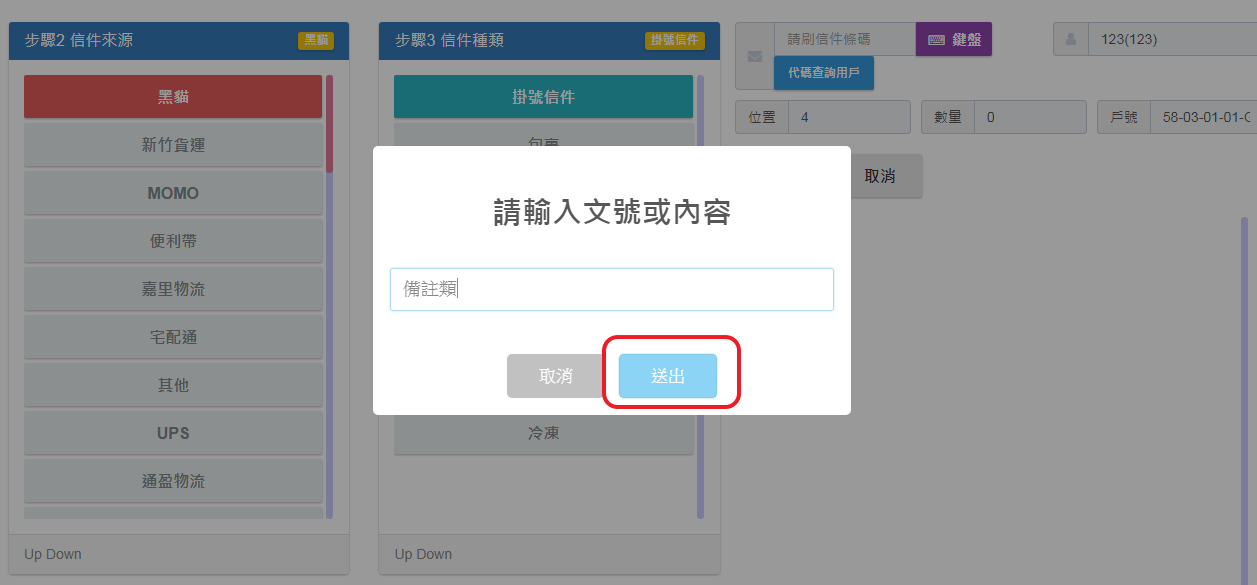 步驟2 信件來源 黑貓
黑貓
新竹貨運
MOMO
便利帶
嘉里物流
宅配通
其他
UPS
通盈物流
Up Down
步驟3 信件種類 掛號信件
掛號信件
冷凍
Up Down
請刷信件條碼 鍵盤
代碼查詢用戶
123(123)
位置 4 數量 0 戶號 58-03-01-01-
取消
請輸入文號或內容
備註類
取消 送出